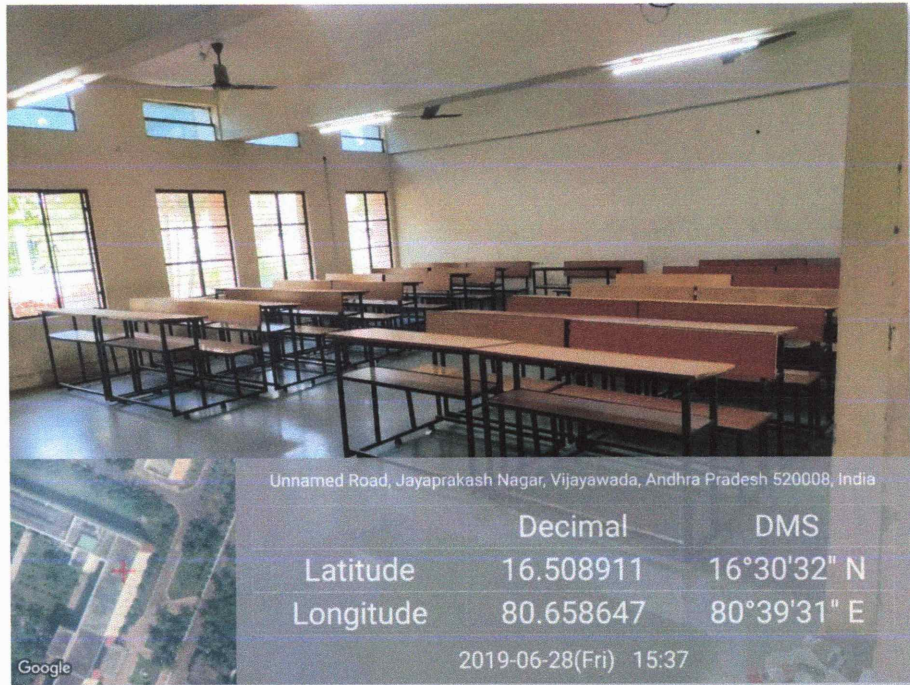 Unnamed Road, Jayaprakash Nagar, Vijayawada, Andhra Pradesh 520008, India
Decimal DMS
Latitude 16.508911 16°30'32" N
Longitude 80.658647 80°39'31" E
2019-06-28(Fri) 15:37
Google